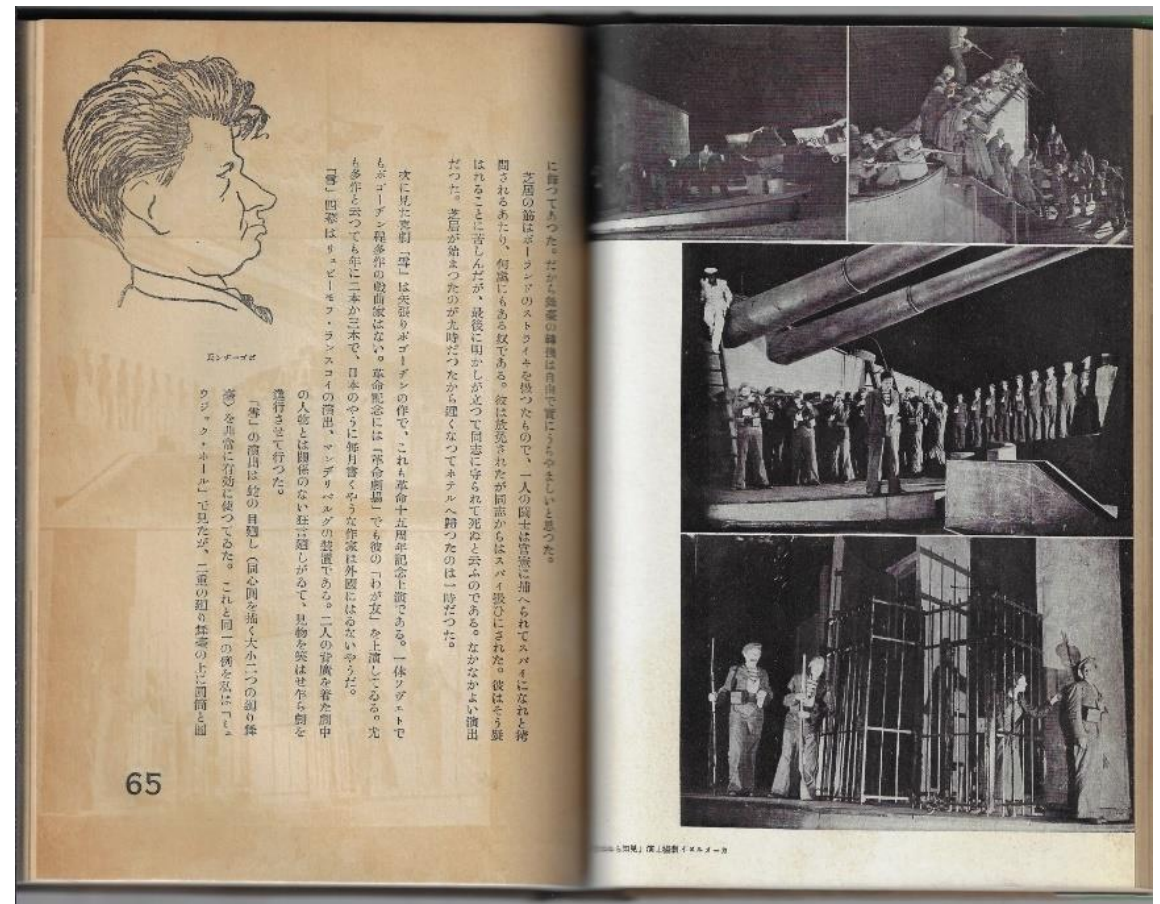 に飾つてあつた。だから舞臺の轉換は自由で實にうらやましいと思つた。
芝居の筋はポーランドのストライキを扱つたもので、一人の鬪士は官憲に捕へられてスパイになれと拷
問されるあたり、何處にもある奴である。彼は放免されたが同志からはスパイ扱ひにされた。彼はそう疑
はれることに苦しんだが、最後に明かしが立つて同志に守られて死ぬと云ふのである。なかなかよい演出
だつた。芝居が始まつたのが九時だつたから遲くなつてホテルへ歸つたのは一時だつた。
次に見た喜劇「雪」は矢張りポゴーヂンの作で、これも革命十五周年記念上演である。一体ソヴェトで
もポゴーヂン程多作の戯曲家はない。革命記念には「革命劇場」でも彼の「わが友」を上演してゐる。尤
も多作と云つても年に二本か三本で、日本のやうに毎月書くやうな作家は外國にはゐないやうだ。
「雪」四幕はリュビーモフ・ランスコイの演出、マンデリベルグの装置である。二人の背廣を着た劇中
の人物とは關係のない狂言廻しがゐて、見物を笑はせ乍ら劇を
進行させて行つた。
「雪」の演出は蛇の目廻し（同心圓を描く大小二つの廻り舞
臺）を非常に有効に使つてゐた。これと同一の例を私は「ミュ
ウジック・ホール」で見たが、二重の廻り舞臺の上に圓筒と圓
ポゴーヂン氏
65